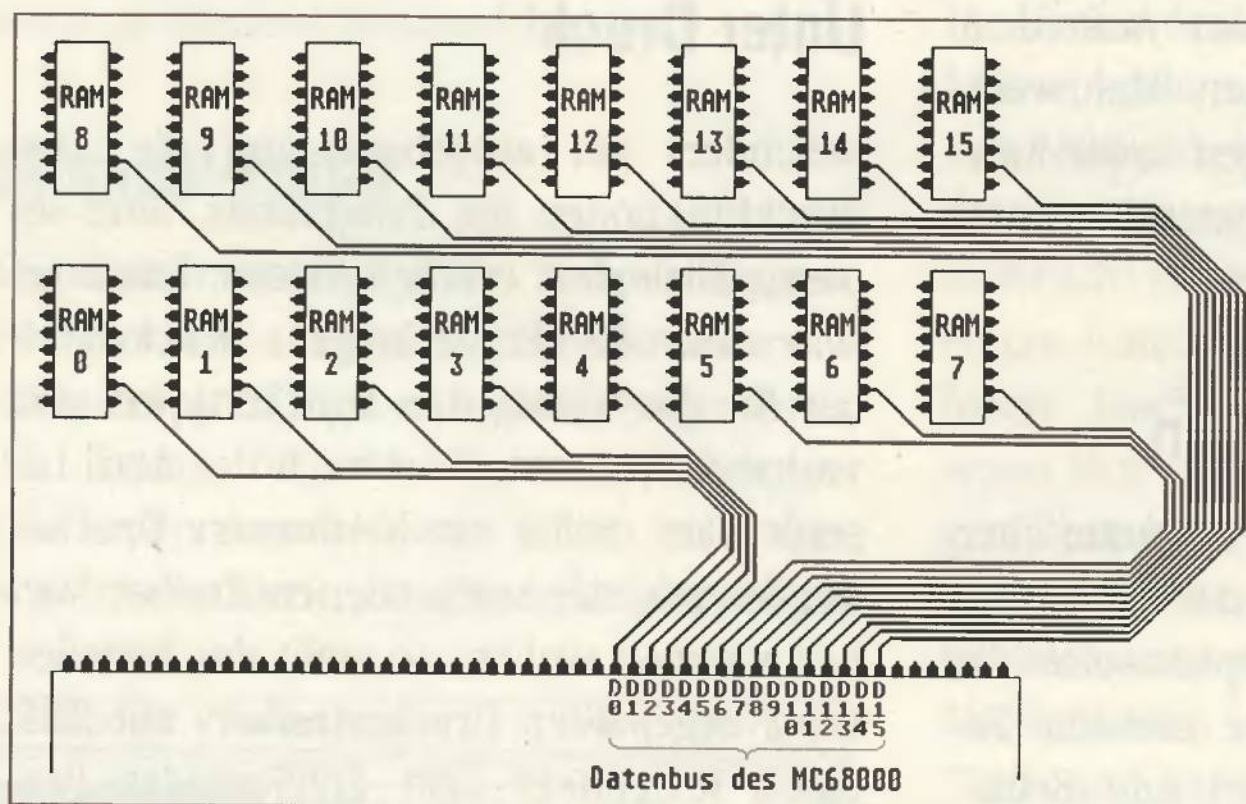 RAM RAM RAM RAM RAM RAM RAM RAM
8 9 10 11 12 13 14 15
RAM RAM RAM RAM RAM RAM RAM RAM
0 1 2 3 4 5 6 7
DDDDDDDDDDDDDDDD
0123456789111111
012345
Datenbus des MC68000